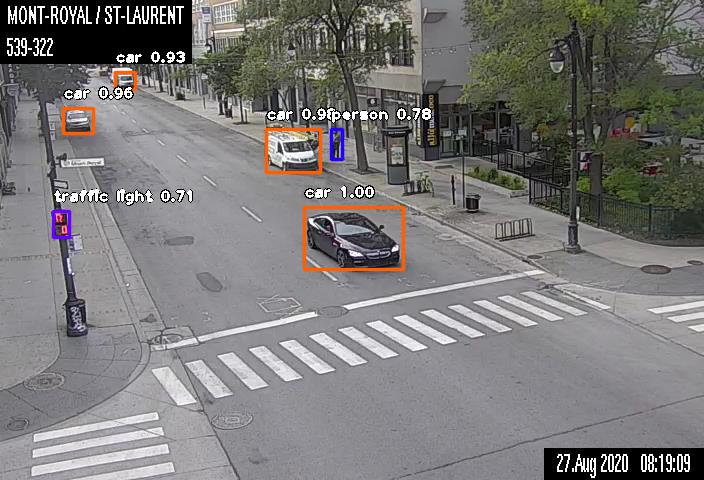 MONT-ROYAL / ST-LAURENT
539-322
car 0.93
car 0.96
car 0.98
person 0.78
traffic light 0.71
car 1.00
27.Aug 2020 08:19:09